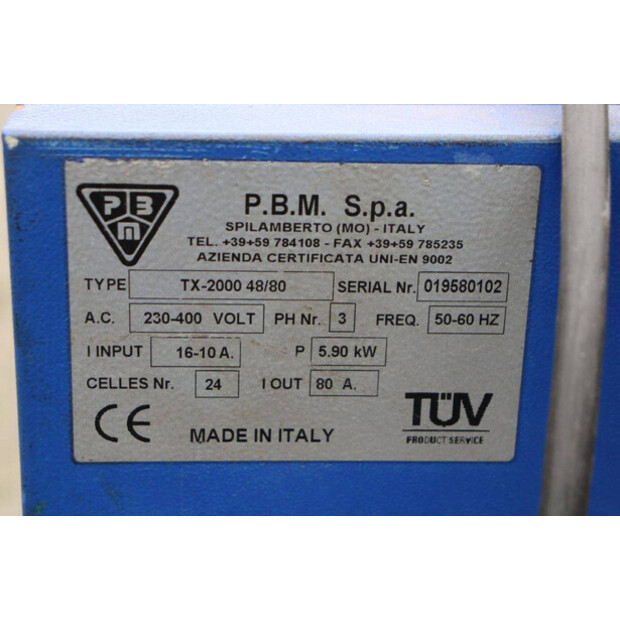 PBM
P.B.M. S.p.a.
SPILAMBERTO (MO) - ITALY
TEL. +39+59 784108 - FAX +39+59 785235
AZIENDA CERTIFICATA UNI-EN 9002
TYPE TX-2000 48/80 SERIAL Nr. 019580102
A.C. 230-400 VOLT PH Nr. 3 FREQ. 50-60 HZ
I INPUT 16-10 A. P 5.90 kW
CELLES Nr. 24 I OUT 80 A.
CE MADE IN ITALY
TÜV
PRODUCT SERVICE